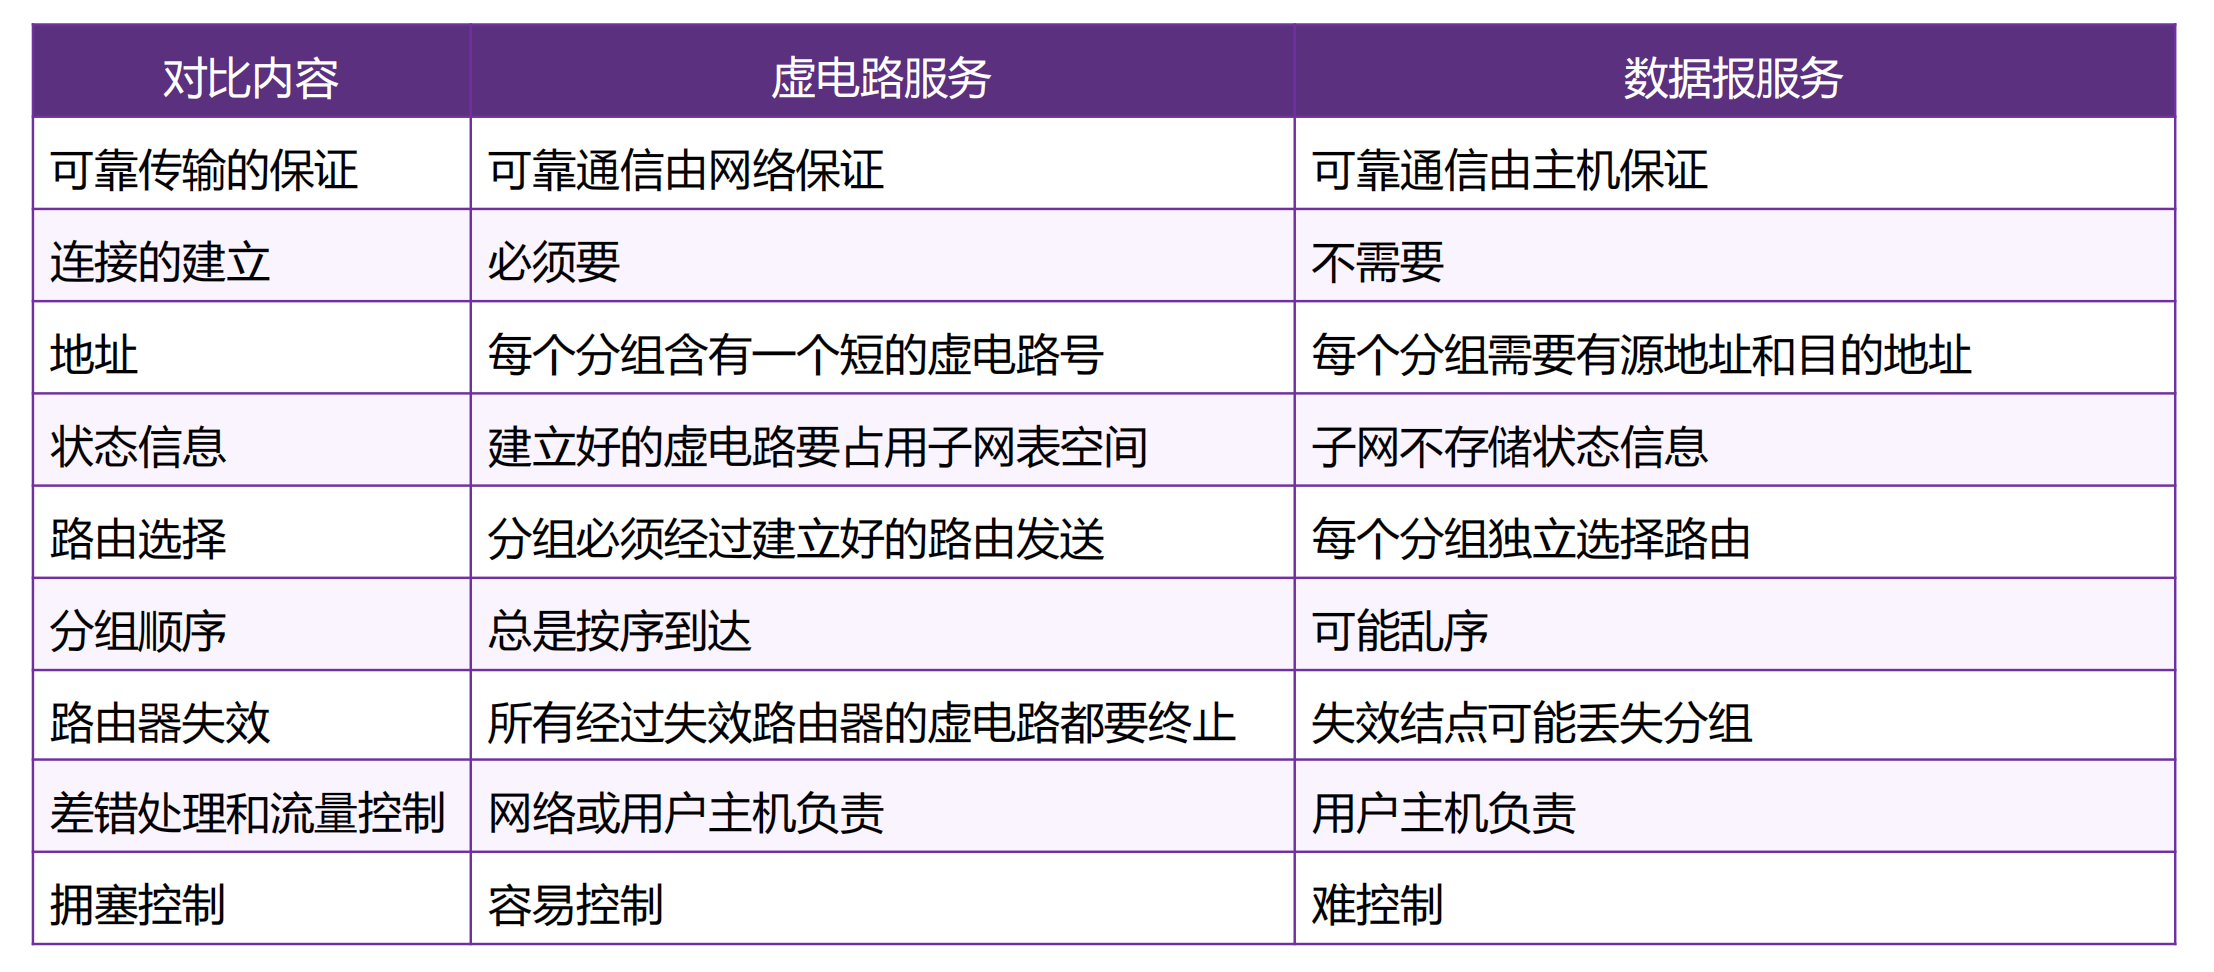 对比内容 虚电路服务 数据报服务
可靠传输的保证 可靠通信由网络保证 可靠通信由主机保证
连接的建立 必须要 不需要
地址 每个分组含有一个短的虚电路号 每个分组需要有源地址和目的地址
状态信息 建立好的虚电路要占用子网表空间 子网不存储状态信息
路由选择 分组必须经过建立好的路由发送 每个分组独立选择路由
分组顺序 总是按序到达 可能乱序
路由器失效 所有经过失效路由器的虚电路都要终止 失效结点可能丢失分组
差错处理和流量控制 网络或用户主机负责 用户主机负责
拥塞控制 容易控制 难控制